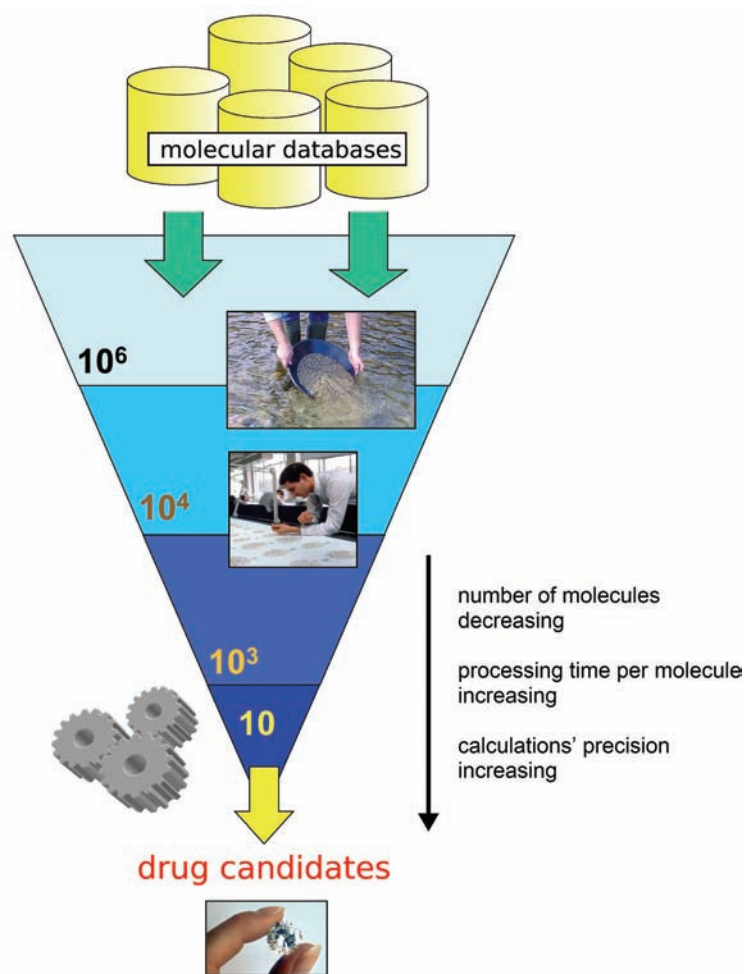 molecular databases
10⁶
10⁴
10³
10
number of molecules
decreasing
processing time per molecule
increasing
calculations' precision
increasing
drug candidates